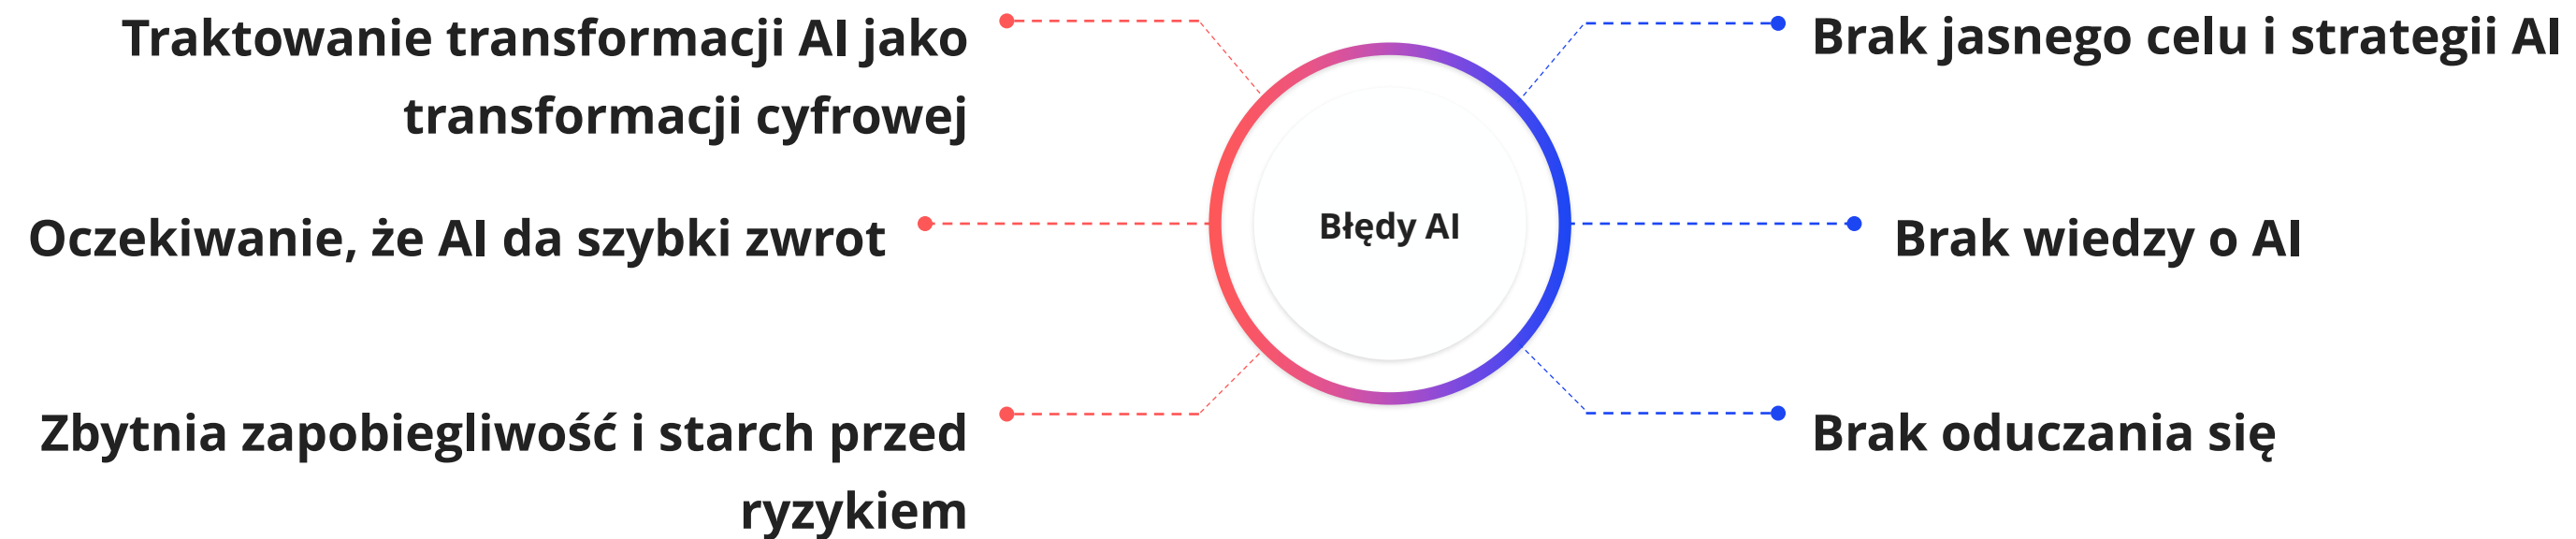 Traktowanie transformacji AI jako
transformacji cyfrowej
Oczekiwanie, że AI da szybki zwrot
Zbytnia zapobiegliwość i starch przed
ryzykiem
Błędy AI
Brak jasnego celu i strategii AI
Brak wiedzy o AI
Brak oduczania się